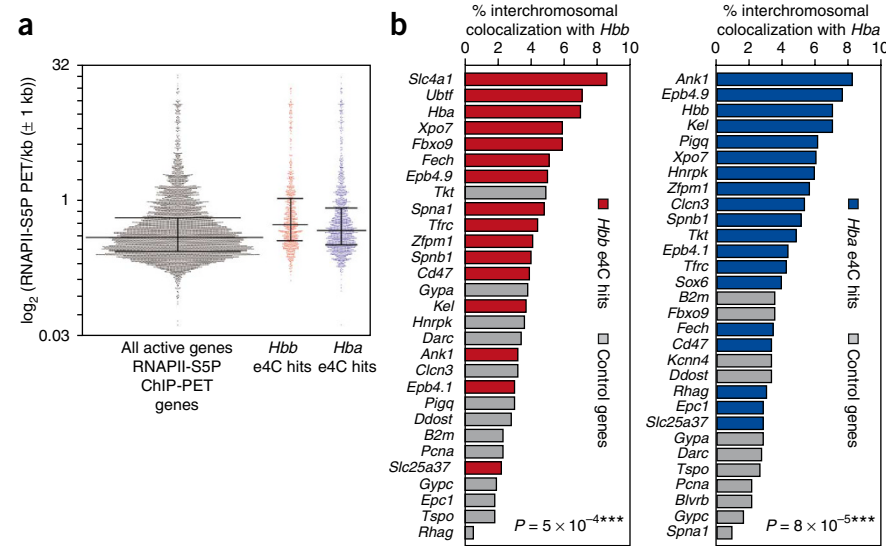 a
log2 (RNAPII-S5P PET/kb (± 1 kb))
32
1
0.03
All active genes
RNAPII-S5P
ChIP-PET
genes
Hbb
e4C hits
Hba
e4C hits
b
% interchromosomal
colocalization with Hbb
0 2 4 6 8 10
Slc4a1
Ubtf
Hba
Xpo7
Fbxo9
Fech
Epb4.9
Tkt
Spna1
Tfrc
Zfpm1
Spnb1
Cd47
Gypa
Kel
Hnrpk
Darc
Ank1
Clcn3
Epb4.1
Pigq
Ddost
B2m
Pcna
Slc25a37
Gypc
Epc1
Tspo
Rhag
Hbb e4C hits
Control genes
P = 5 × 10–4***
% interchromosomal
colocalization with Hba
0 2 4 6 8 10
Ank1
Epb4.9
Hbb
Kel
Pigq
Xpo7
Hnrpk
Zfpm1
Clcn3
Spnb1
Tkt
Epb4.1
Tfrc
Sox6
B2m
Fbxo9
Fech
Cd47
Kcnn4
Ddost
Rhag
Epc1
Slc25a37
Gypa
Darc
Tspo
Pcna
Blvrb
Gypc
Spna1
Hba e4C hits
Control genes
P = 8 × 10–5***